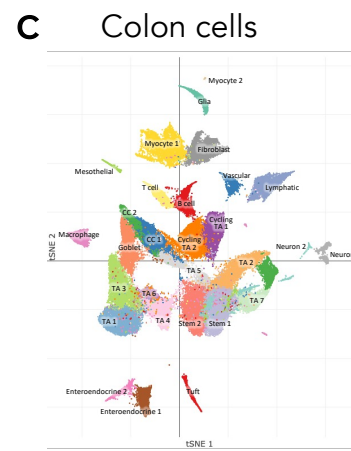 C Colon cells
Myocyte 2
Glia
Myocyte 1
Fibroblast
Mesothelial
Vascular
T cell
Lymphatic
B cell
CC 2
Cycling
TA 1
Macrophage
CC 1
Cycling
TA 2
Goblet
Neuron 2
Neuro
tSNE 2
TA 2
TA 5
TA 3
TA 6
TA 7
TA 1
TA 4
Stem 2
Stem 1
Enteroendocrine 2
Tuft
Enteroendocrine 1
tSNE 1